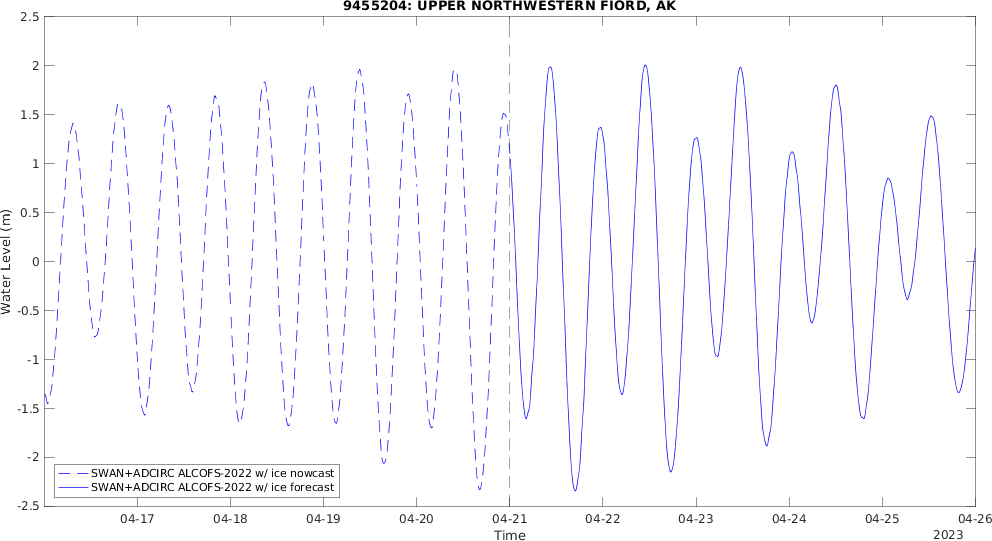 9455204: UPPER NORTHWESTERN FIORD, AK
2.5
2
1.5
1
0.5
0
-0.5
-1
-1.5
-2
-2.5
Water Level (m)
SWAN+ADCIRC ALCOFS-2022 w/ ice nowcast
SWAN+ADCIRC ALCOFS-2022 w/ ice forecast
04-17 04-18 04-19 04-20 04-21 04-22 04-23 04-24 04-25 04-26
Time
2023